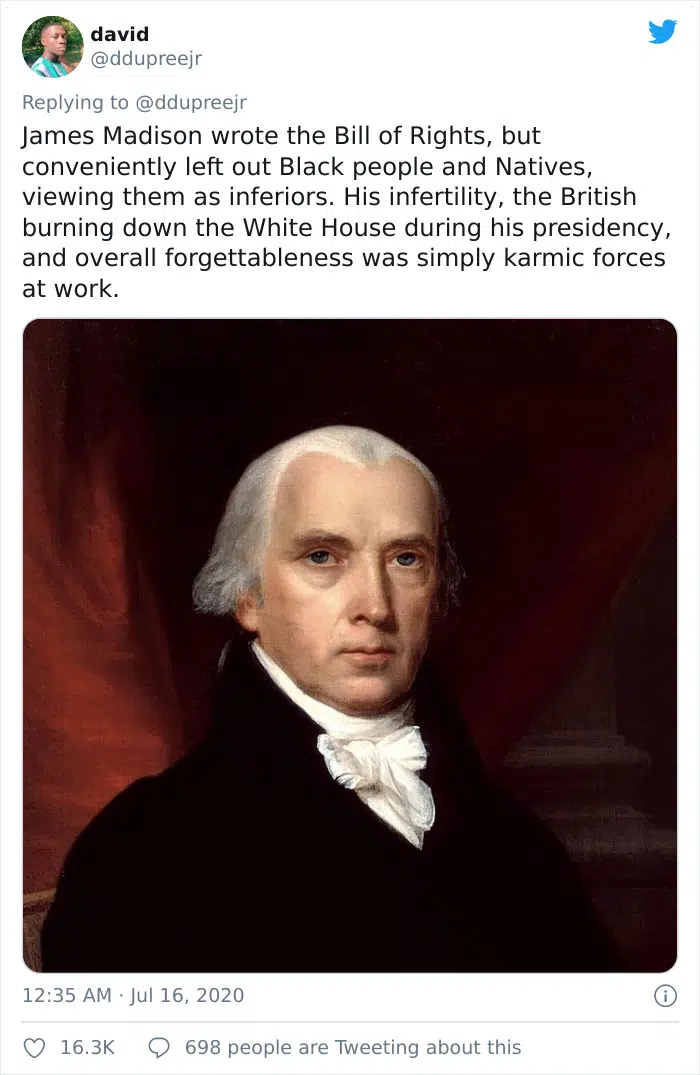 david
@ddupreejr
Replying to @ddupreejr
James Madison wrote the Bill of Rights, but
conveniently left out Black people and Natives,
viewing them as inferiors. His infertility, the British
burning down the White House during his presidency,
and overall forgettableness was simply karmic forces
at work.
12:35 AM · Jul 16, 2020
16.3K
698 people are Tweeting about this